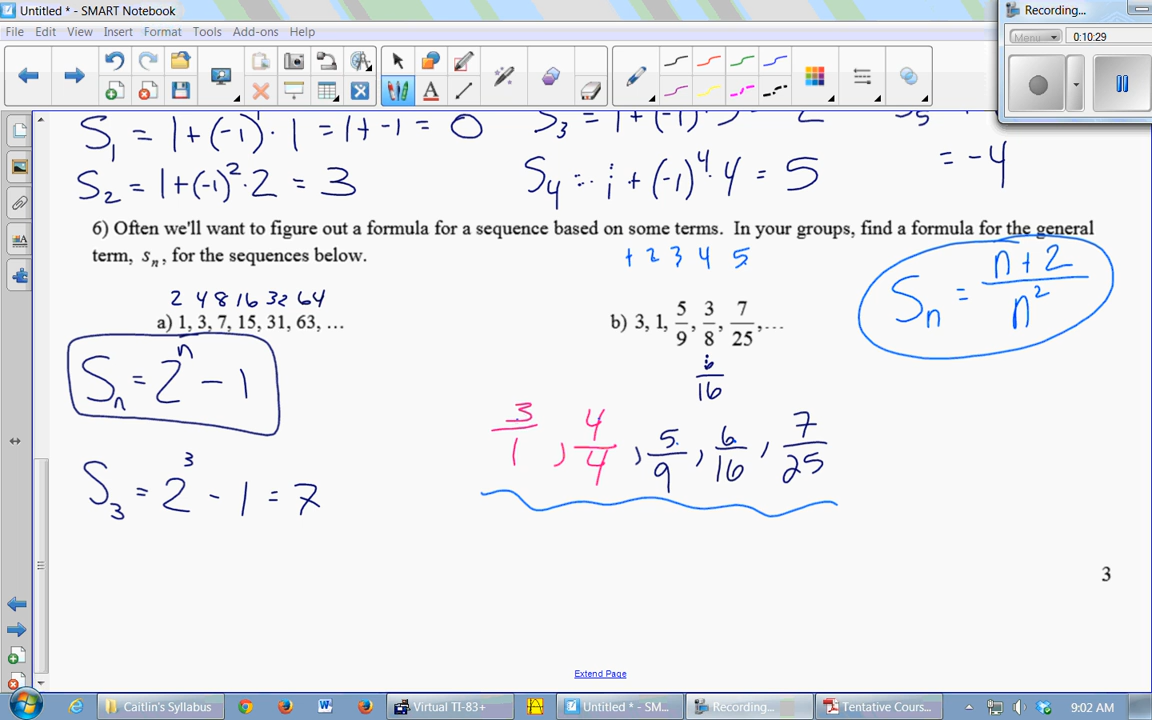 Untitled * - SMART Notebook
Recording...
File Edit View Insert Format Tools Add-ons Help
Menu
0:10:29
S₁ = 1+(-1)¹·1 = 1+-1 = 0
= -4
S₂ = 1+(-1)²·2 = 3
S₄ = 1+(-1)⁴·4 = 5
6) Often we'll want to figure out a formula for a sequence based on some terms. In your groups, find a formula for the general
term, sₙ, for the sequences below.
1 2 3 4 5
Sₙ = (n+2)/n²
2 4 8 16 32 64
a) 1, 3, 7, 15, 31, 63, …
b) 3, 1, 5/9, 3/8, 7/25,…
6/16
Sₙ = 2ⁿ - 1
3/1, 4/4, 5/9, 6/16, 7/25
S₃ = 2³ - 1 = 7
3
Extend Page
Caitlin's Syllabus
Virtual TI-83+
Untitled * - SM...
Recording...
Tentative Cours...
9:02 AM